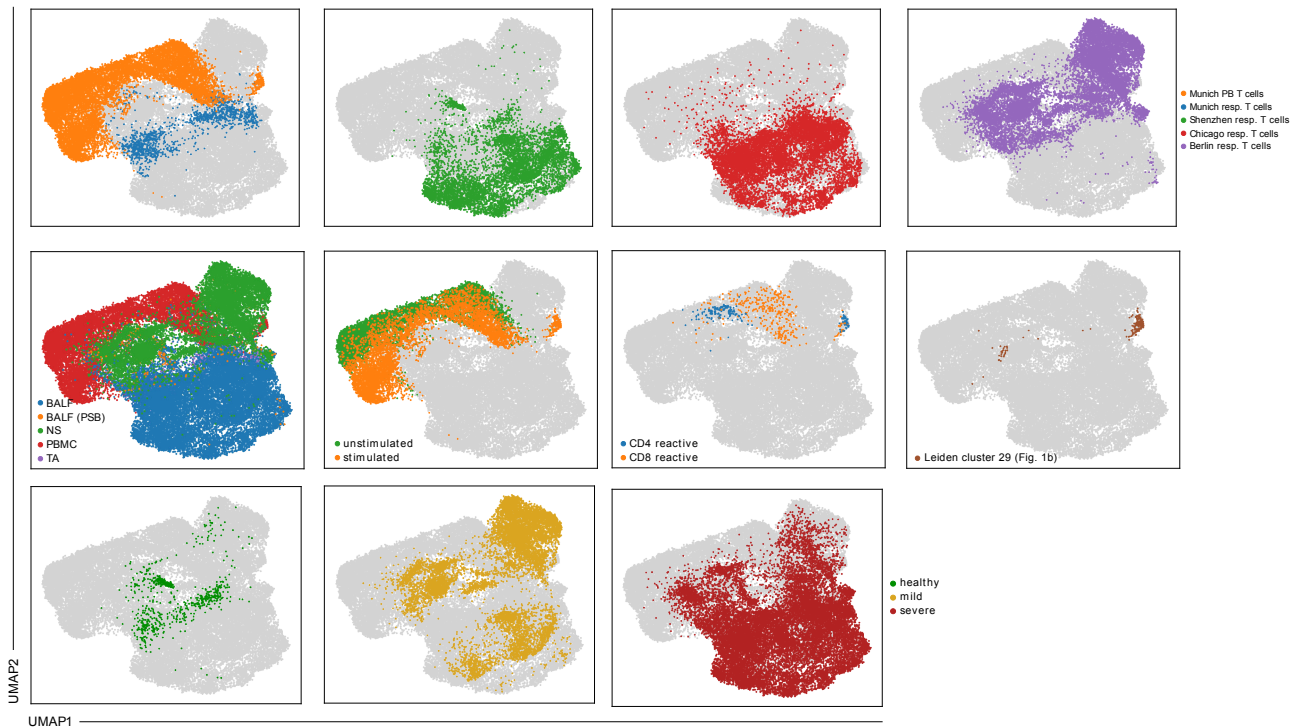 Munich PB T cells
Munich resp. T cells
Shenzhen resp. T cells
Chicago resp. T cells
Berlin resp. T cells
BALF
BALF (PSB)
NS
PBMC
TA
unstimulated
stimulated
CD4 reactive
CD8 reactive
Leiden cluster 29 (Fig. 1b)
healthy
mild
severe
UMAP2
UMAP1